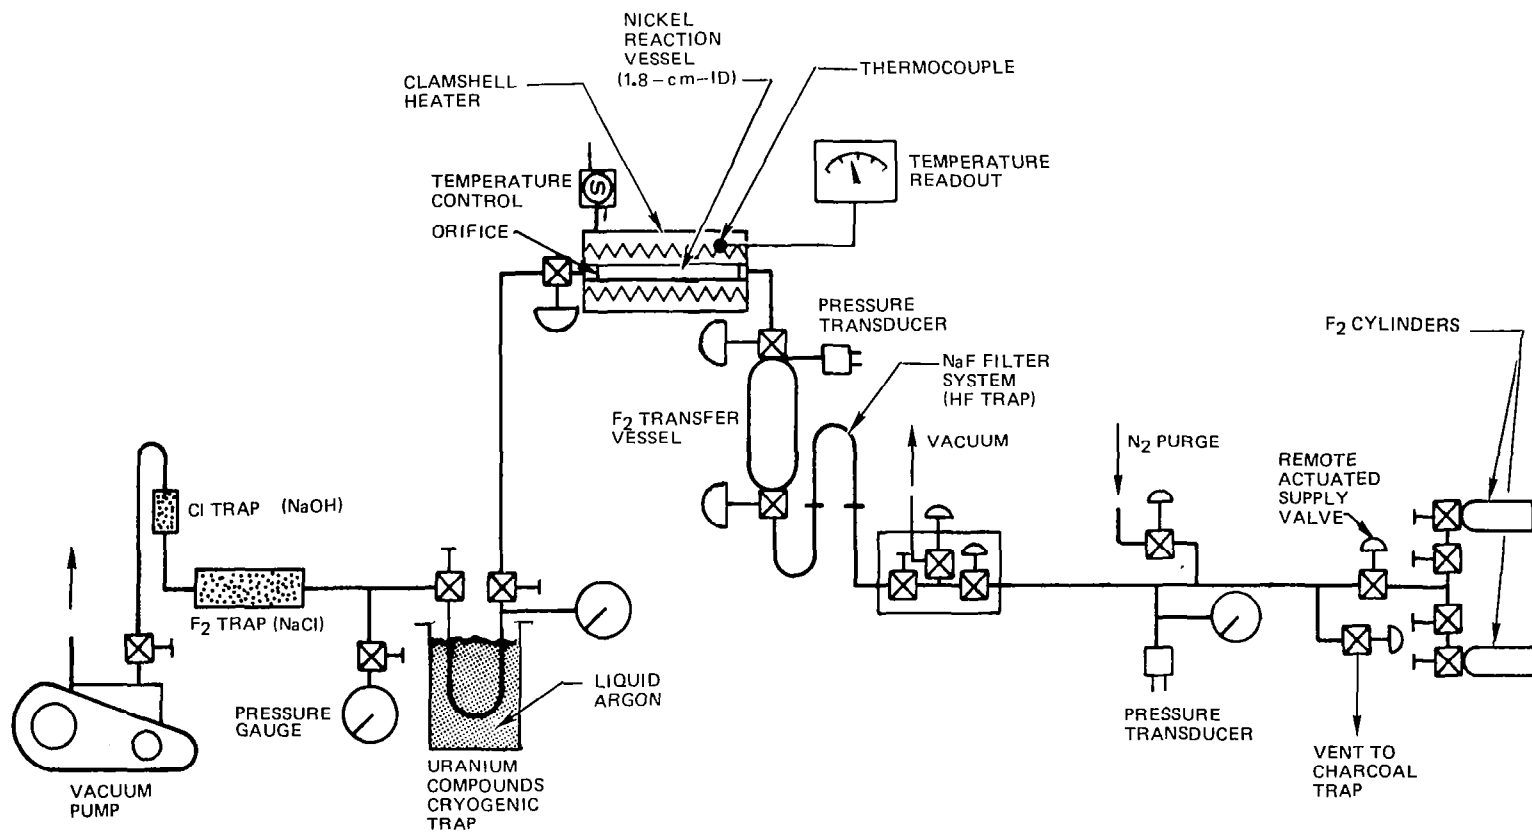 NICKEL
REACTION
VESSEL
(1.8-cm-ID)
CLAMSHELL
HEATER
THERMOCOUPLE
TEMPERATURE
CONTROL
S
TEMPERATURE
READOUT
ORIFICE
PRESSURE
TRANSDUCER
F2 CYLINDERS
NaF FILTER
SYSTEM
(HF TRAP)
F2 TRANSFER
VESSEL
VACUUM
N2 PURGE
REMOTE
ACTUATED
SUPPLY
VALVE
Cl TRAP (NaOH)
F2 TRAP (NaCl)
LIQUID
ARGON
PRESSURE
GAUGE
PRESSURE
TRANSDUCER
VENT TO
CHARCOAL
TRAP
VACUUM
PUMP
URANIUM
COMPOUNDS
CRYOGENIC
TRAP